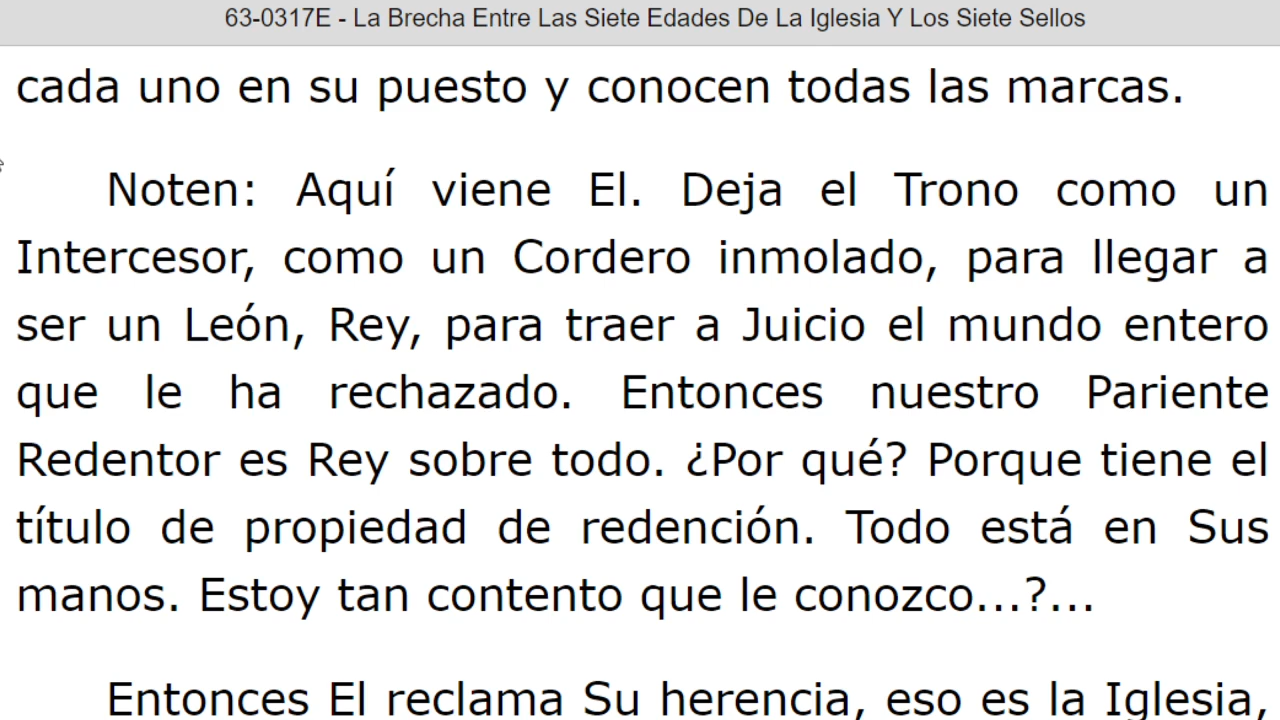 63-0317E - La Brecha Entre Las Siete Edades De La Iglesia Y Los Siete Sellos
cada uno en su puesto y conocen todas las marcas.
Noten: Aquí viene El. Deja el Trono como un
Intercesor, como un Cordero inmolado, para llegar a
ser un León, Rey, para traer a Juicio el mundo entero
que le ha rechazado. Entonces nuestro Pariente
Redentor es Rey sobre todo. ¿Por qué? Porque tiene el
título de propiedad de redención. Todo está en Sus
manos. Estoy tan contento que le conozco...?...
Entonces El reclama Su herencia, eso es la Iglesia,